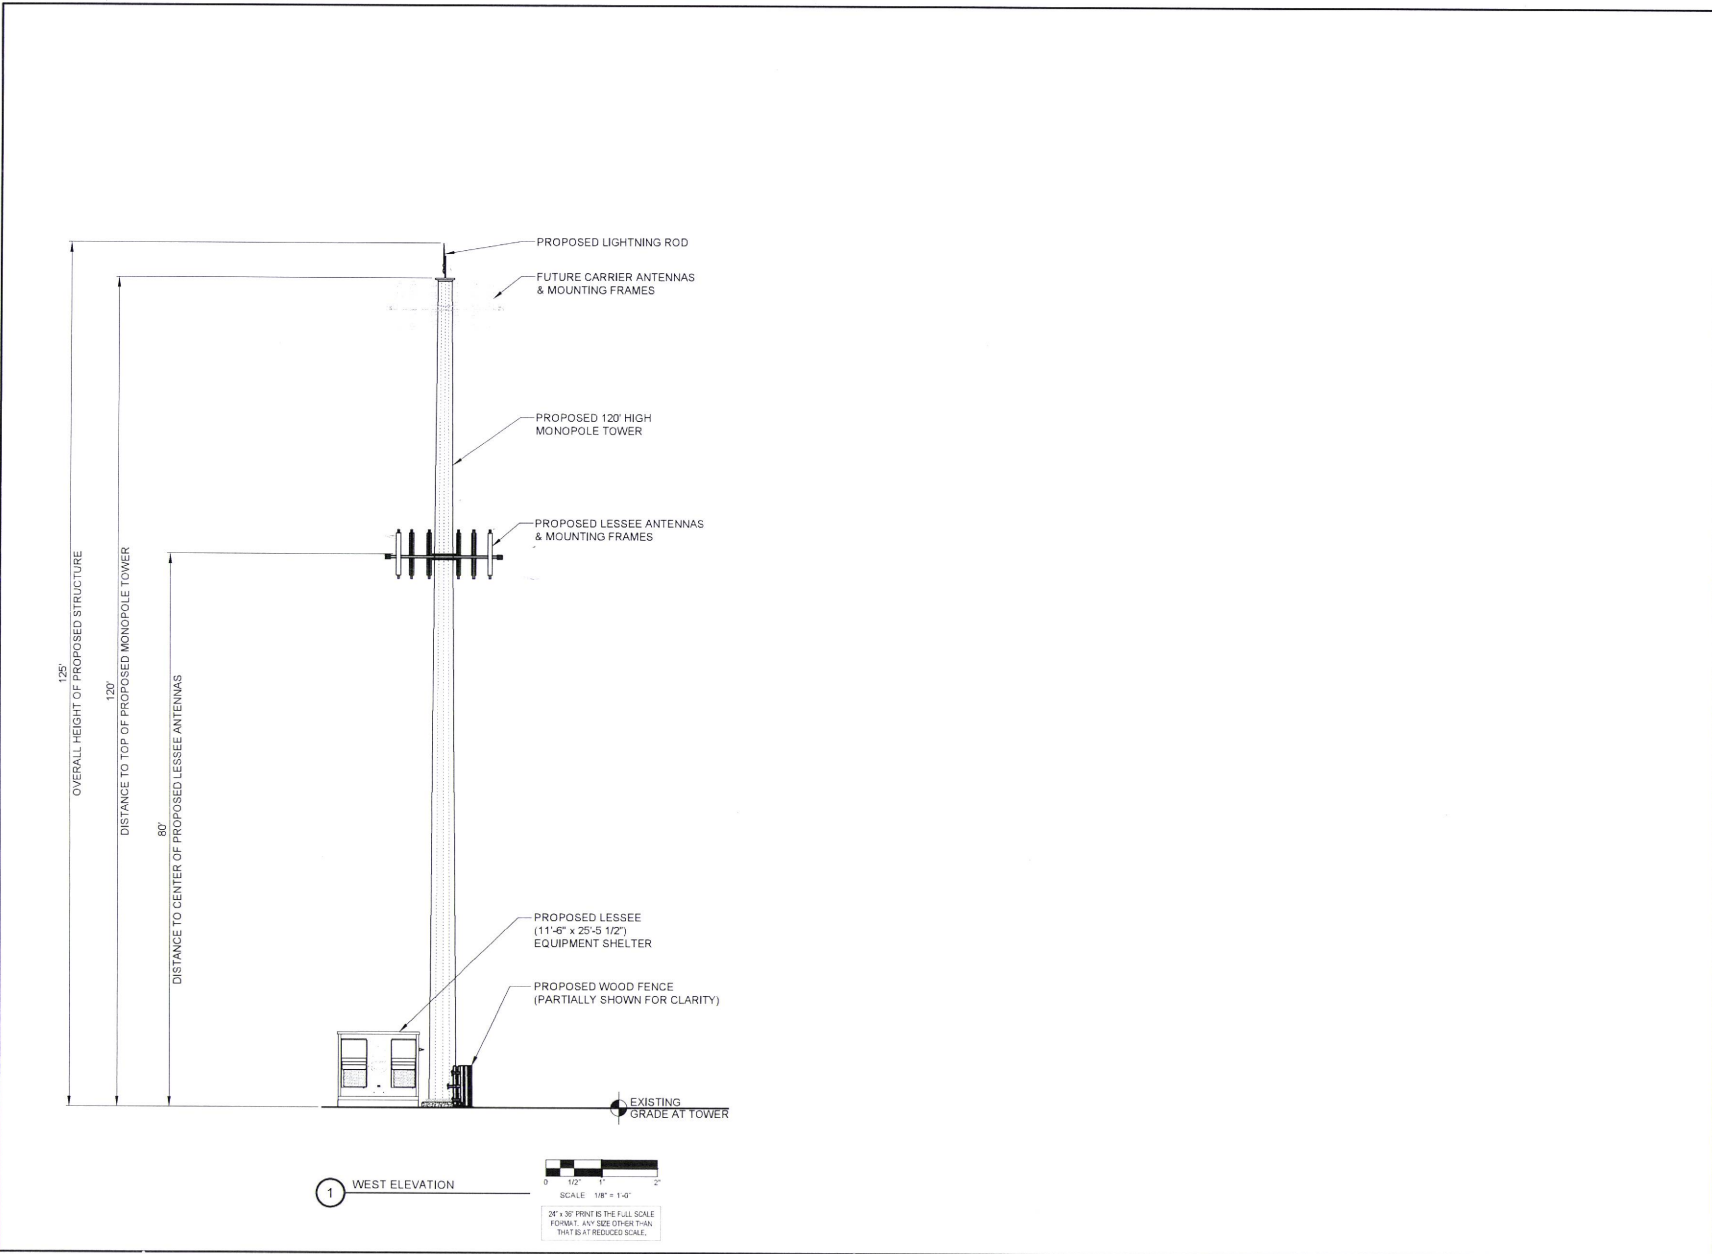 PROPOSED LIGHTNING ROD
FUTURE CARRIER ANTENNAS
& MOUNTING FRAMES
PROPOSED 120' HIGH
MONOPOLE TOWER
PROPOSED LESSEE ANTENNAS
& MOUNTING FRAMES
125'
OVERALL HEIGHT OF PROPOSED STRUCTURE
120'
DISTANCE TO TOP OF PROPOSED MONOPOLE TOWER
80'
DISTANCE TO CENTER OF PROPOSED LESSEE ANTENNAS
PROPOSED LESSEE
(11'-6" x 25'-5 1/2")
EQUIPMENT SHELTER
PROPOSED WOOD FENCE
(PARTIALLY SHOWN FOR CLARITY)
EXISTING
GRADE AT TOWER
1 WEST ELEVATION
0 1/2" 1" 2"
SCALE 1/8" = 1'-0"
24" x 36" PRINT IS THE FULL SCALE
FORMAT. ANY SIZE OTHER THAN
THAT IS AT REDUCED SCALE.